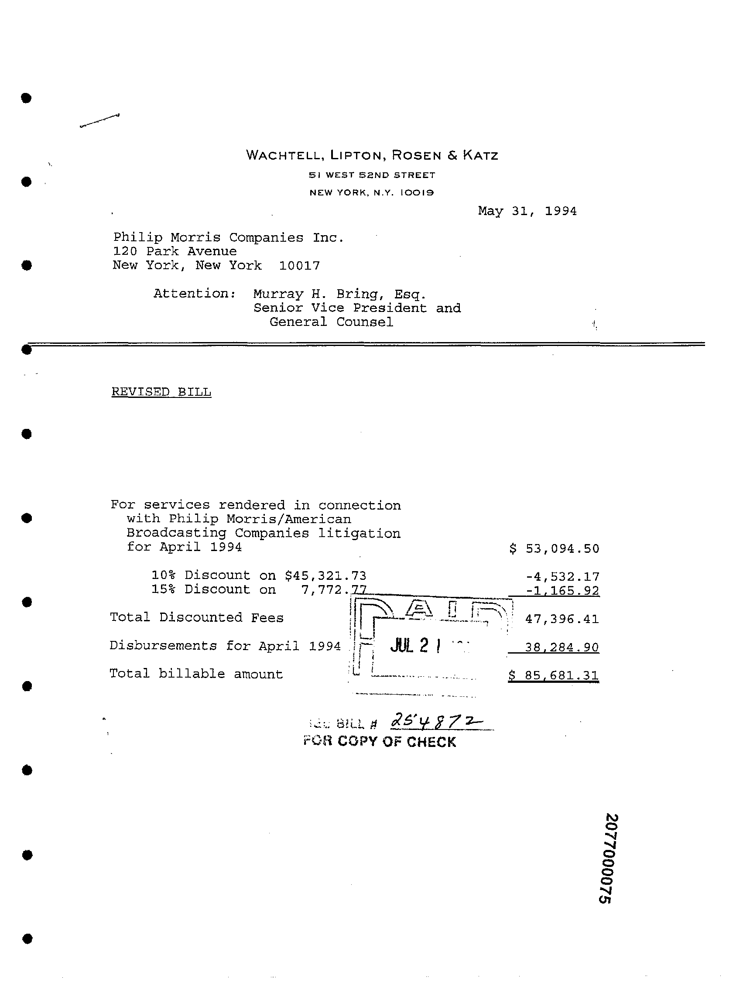 WACHTELL, LIPTON, ROSEN & KATZ
51 WEST 52ND STREET
NEW YORK, N.Y. 10019
May 31, 1994
Philip Morris Companies Inc.
120 Park Avenue
New York, New York 10017
Attention: Murray H. Bring, Esq.
Senior Vice President and
General Counsel
REVISED BILL
For services rendered in connection
with Philip Morris/American
Broadcasting Companies litigation
for April 1994 $ 53,094.50
10% Discount on $45,321.73 -4,532.17
15% Discount on 7,772.77 -1,165.92
Total Discounted Fees 47,396.41
Disbursements for April 1994 38,284.90
Total billable amount $ 85,681.31
PAID
JUL 21
BILL # 254872
FOR COPY OF CHECK
2077000075